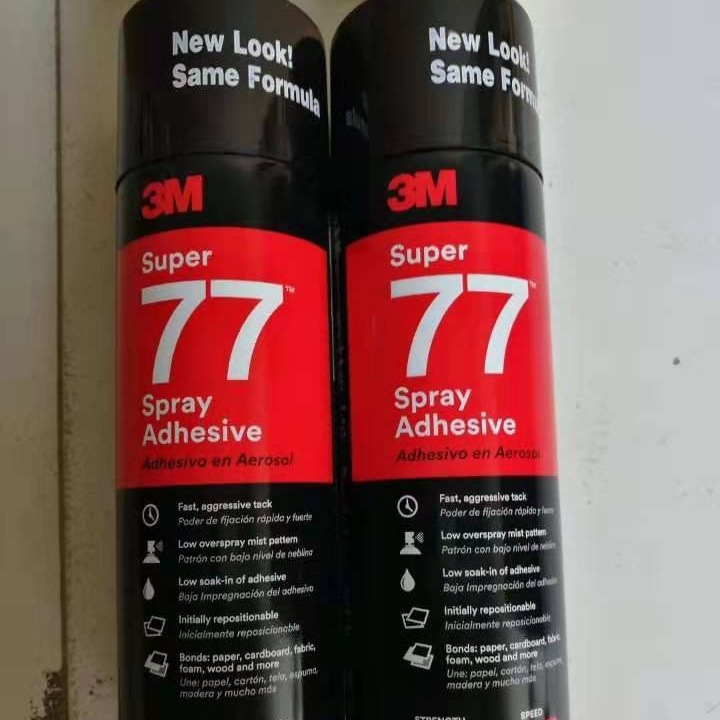 New Look!
Same Formula
3M
Super
77™
Spray
Adhesive
Adhesivo en Aerosol
Fast, aggressive tack
Poder de fijación rápida y fuerte
Low overspray mist pattern
Patrón con bajo nivel de neblina
Low soak-in of adhesive
Baja Impregnación del adhesivo
Initially repositionable
Inicialmente reposicionable
Bonds: paper, cardboard, fabric,
foam, wood and more
Une: papel, cartón, tela, espuma,
madera y mucho más
New Look!
Same Formula
3M
Super
77™
Spray
Adhesive
Adhesivo en Aerosol
Fast, aggressive tack
Poder de fijación rápida y fuerte
Low overspray mist pattern
Patrón con bajo nivel de neblina
Low soak-in of adhesive
Baja Impregnación del adhesivo
Initially repositionable
Inicialmente reposicionable
Bonds: paper, cardboard, fabric,
foam, wood and more
Une: papel, cartón, tela, espuma,
madera y mucho más
STRENGTH
SPEED